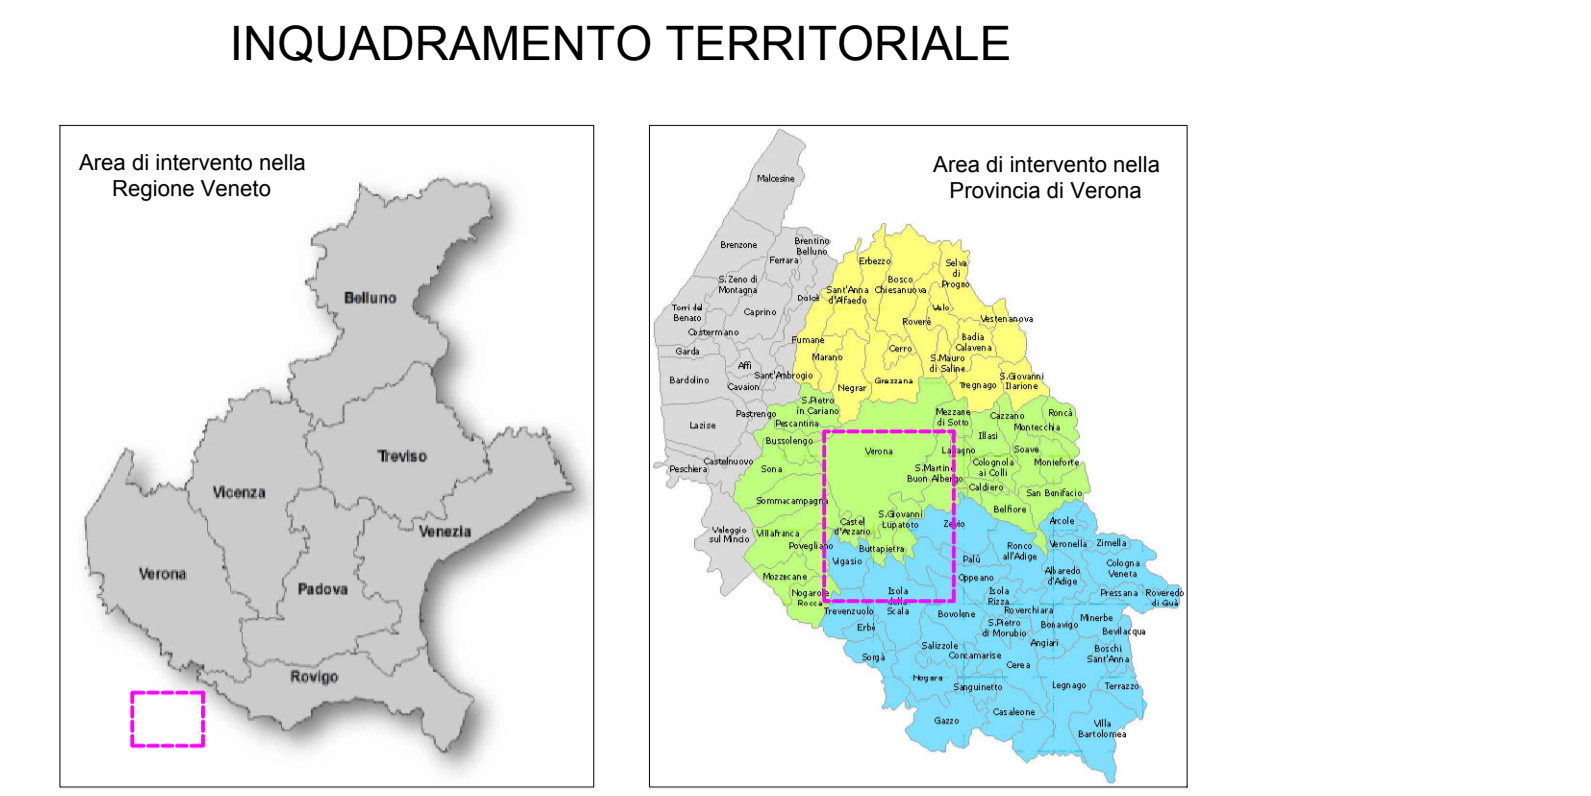 INQUADRAMENTO TERRITORIALE
Area di intervento nella
Regione Veneto
Belluno
Treviso
Vicenza
Venezia
Verona
Padova
Rovigo
Area di intervento nella
Provincia di Verona
Malcesine
Brenzone
Brentino
Belluno
Ferrara
S. Zeno di
Montagna
Dolcè
Torri del
Benaco
Caprino
Costermano
Garda
Affi
Sant'Ambrogio
Bardolino
Cavaion
Pastrengo
Lazise
Castelnuovo
Peschiera
Valeggio
sul Mincio
Erbezzo
Selva
di
Progno
Bosco
Chiesanuova
Sant'Anna
d'Alfaedo
Velo
Roverè
Vestenanova
Fumane
Badia
Calavena
Marano
Cerro
S.Mauro
di Saline
S.Giovanni
Ilarione
Negrar
Grezzana
Tregnago
S.Pietro
in Cariano
Pescantina
Mezzane
di Sotto
Cazzano
Roncà
Montecchia
Bussolengo
Illasi
Verona
Lavagno
Soave
Sona
S.Martino
Buon Albergo
Colognola
ai Colli
Monteforte
Caldiero
San Bonifacio
Sommacampagna
Belfiore
S.Giovanni
Lupatoto
Castel
d'Azzano
Villafranca
Povegliano
Buttapietra
Mozzecane
Nogarole
Rocca
Zevio
Arcole
Vigasio
Ronco
all'Adige
Veronella
Zimella
Palù
Albaredo
d'Adige
Cologna
Veneta
Oppeano
Isola
della
Scala
Isola
Rizza
Pressana
Roveredo
di Guà
Trevenzuolo
Bovolone
Roverchiara
Minerbe
Erbè
S.Pietro
di Morubio
Bonavigo
Bevilacqua
Angiari
Salizzole
Concamarise
Boschi
Sant'Anna
Sorgà
Cerea
Nogara
Sanguinetto
Legnago
Terrazzo
Casaleone
Gazzo
Villa
Bartolomea